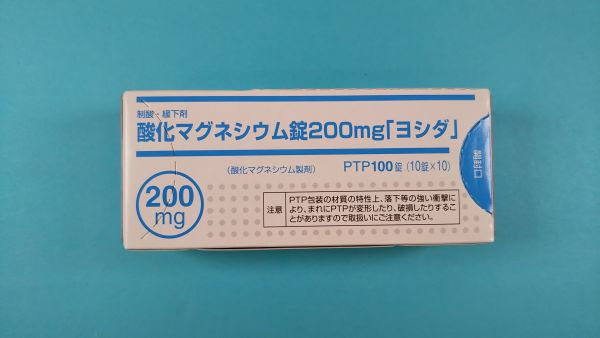 制酸・緩下剤
酸化マグネシウム錠200mg「ヨシダ」
(酸化マグネシウム製剤) PTP100錠(10錠×10)
開封口
200
mg
注意
PTP包装の材質の特性上、落下等の強い衝撃に
より、まれにPTPが変形したり、破損したりするこ
とがありますので取扱いにご注意ください。